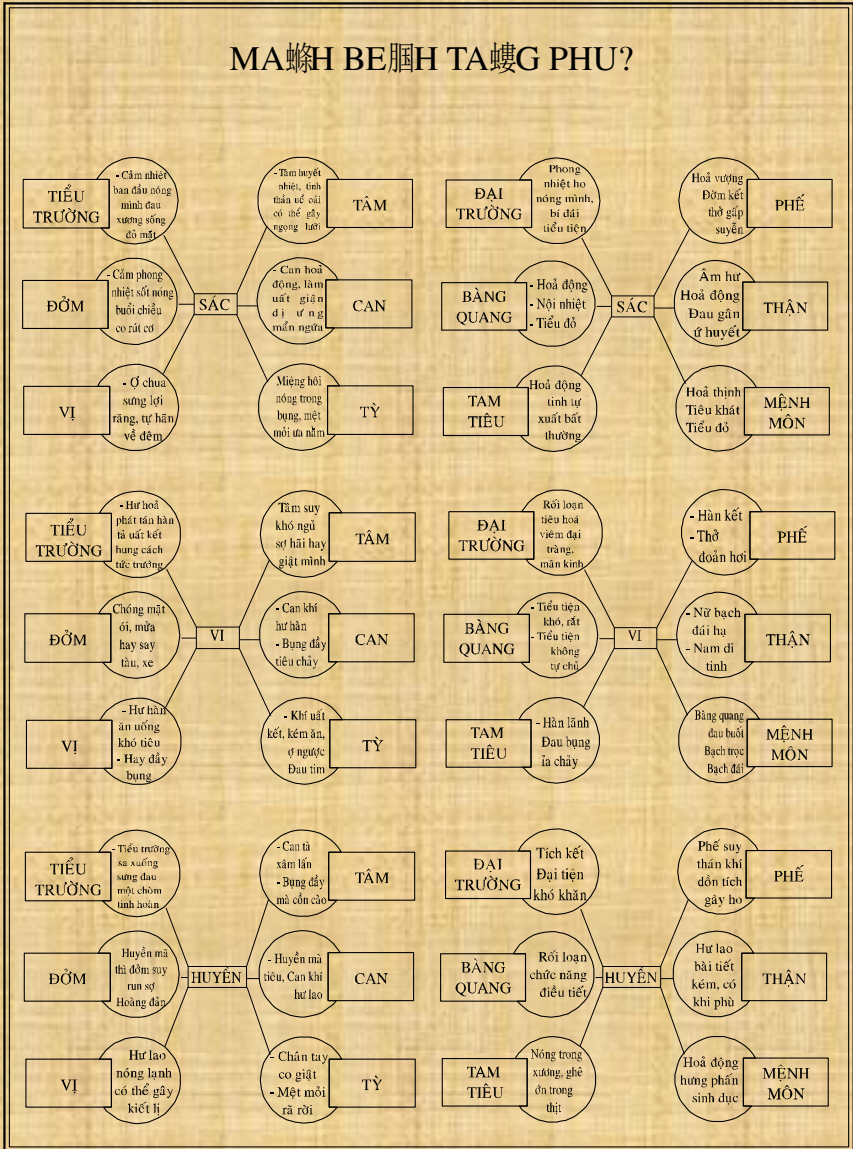 MA蟰H BE䐃H TA蠳G PHU?
TIỂU
TRƯỜNG
- Cảm nhiệt
ban đầu nóng
mình đau
xương sống
đỏ mặt
- Tâm huyết
nhiệt, tinh
thần uể oải
có thể gây
ngọng lưỡi
TÂM
ĐỞM
- Cảm phong
nhiệt sốt nóng
buổi chiều
co rút cơ
SÁC
- Can hoả
động, làm
uất giận
dị ứng
mẩn ngứa
CAN
VỊ
- Ợ chua
sưng lợi
răng, tự hãn
về đêm
Miệng hôi
nóng trong
bụng, mệt
mỏi ưa nằm
TỲ
ĐẠI
TRƯỜNG
Phong
nhiệt ho
nóng mình,
bí đái
tiểu tiện
Hoả vượng
Đờm kết
thở gấp
suyễn
PHẾ
BÀNG
QUANG
- Hoả động
- Nội nhiệt
- Tiểu đỏ
SÁC
Âm hư
Hoả động
Đau gân
ứ huyết
THẬN
TAM
TIÊU
Hoả động
tinh tự
xuất bất
thường
Hoả thịnh
Tiêu khát
Tiểu đỏ
MỆNH
MÔN
TIỂU
TRƯỜNG
- Hư hoả
phát tán hàn
tả uất kết
hung cách
tức trướng
Tâm suy
khó ngủ
sợ hãi hay
giật mình
TÂM
ĐỞM
Chóng mặt
ói, mửa
hay say
tàu, xe
VI
- Can khí
hư hàn
- Bụng đầy
tiêu chảy
CAN
VỊ
- Hư hàn
ăn uống
khó tiêu
- Hay đầy
bụng
- Khí uất
kết, kém ăn,
ợ ngược
Đau tim
TỲ
ĐẠI
TRƯỜNG
Rối loạn
tiêu hoá
viêm đại
tràng,
mãn kinh
- Hàn kết
- Thở
đoản hơi
PHẾ
BÀNG
QUANG
- Tiểu tiện
khó, rắt
- Tiểu tiện
không
tự chủ
VI
- Nữ bạch
đái hạ
- Nam di
tinh
THẬN
TAM
TIÊU
- Hàn lãnh
Đau bụng
ỉa chảy
Bàng quang
đau buốt
Bạch trọc
Bạch đái
MỆNH
MÔN
TIỂU
TRƯỜNG
- Tiểu trường
sa xuống
sưng đau
một chòm
tinh hoàn
- Can tà
xâm lấn
- Bụng đầy
mà cồn cào
TÂM
ĐỞM
Huyền mã
thì đởm suy
run sợ
Hoàng đản
HUYỀN
- Huyền mà
tiêu, Can khí
hư lao
CAN
VỊ
Hư lao
nóng lạnh
có thể gây
kiết lị
- Chân tay
co giật
- Mệt mỏi
rã rời
TỲ
ĐẠI
TRƯỜNG
Tích kết
Đại tiện
khó khăn
Phế suy
thán khí
dồn tích
gây ho
PHẾ
BÀNG
QUANG
Rối loạn
chức năng
điều tiết
HUYỀN
Hư lao
bài tiết
kém, có
khi phù
THẬN
TAM
TIÊU
Nóng trong
xương, ghê
ớn trong
thịt
Hoả động
hưng phấn
sinh dục
MỆNH
MÔN